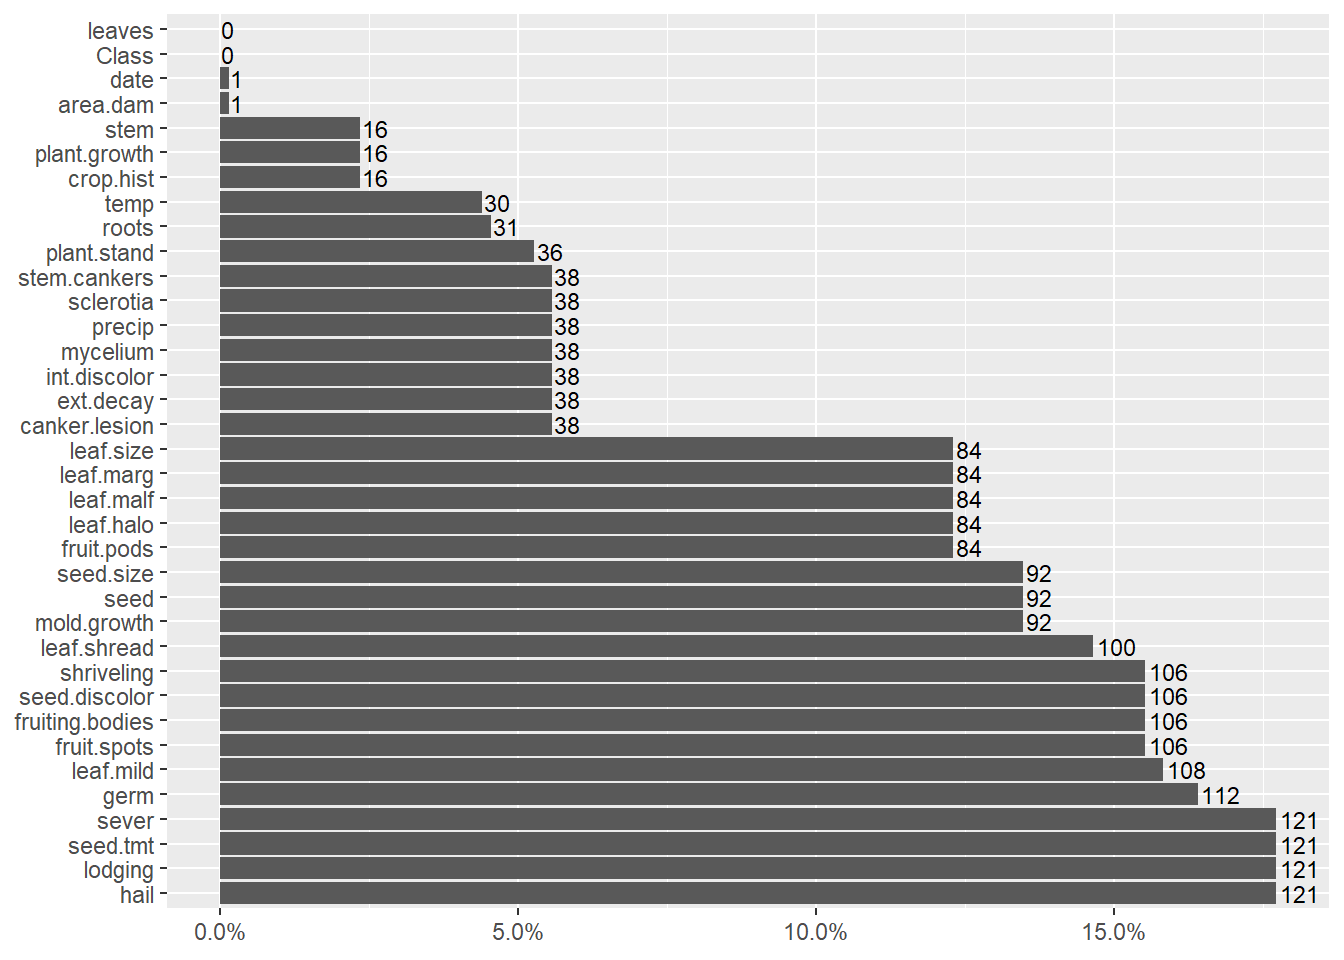 leaves 0
Class 0
date 1
area.dam 1
stem 16
plant.growth 16
crop.hist 16
temp 30
roots 31
plant.stand 36
stem.cankers 38
sclerotia 38
precip 38
mycelium 38
int.discolor 38
ext.decay 38
canker.lesion 38
leaf.size 84
leaf.marg 84
leaf.malf 84
leaf.halo 84
fruit.pods 84
seed.size 92
seed 92
mold.growth 92
leaf.shread 100
shriveling 106
seed.discolor 106
fruiting.bodies 106
fruit.spots 106
leaf.mild 108
germ 112
sever 121
seed.tmt 121
lodging 121
hail 121
0.0% 5.0% 10.0% 15.0%